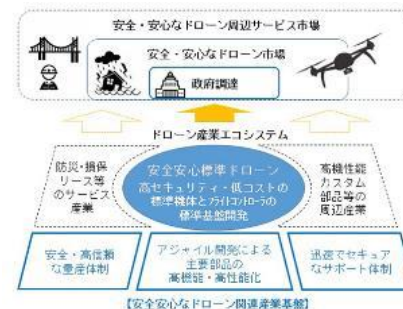 安全・安心なドローン周辺サービス市場
安全・安心なドローン市場
政府調達
ドローン産業エコシステム
防災・損保
リース等
のサービス
産業
安全安心標準ドローン
高セキュリティ・低コストの
標準機体とフライトコントローラの
標準基盤開発
高機性能
カスタム
部品等の
周辺産業
安全・高信頼
な量産体制
アジャイル開発による
主要部品の
高機能・高性能化
迅速でセキュア
なサポート体制
【安全安心なドローン関連産業基盤】